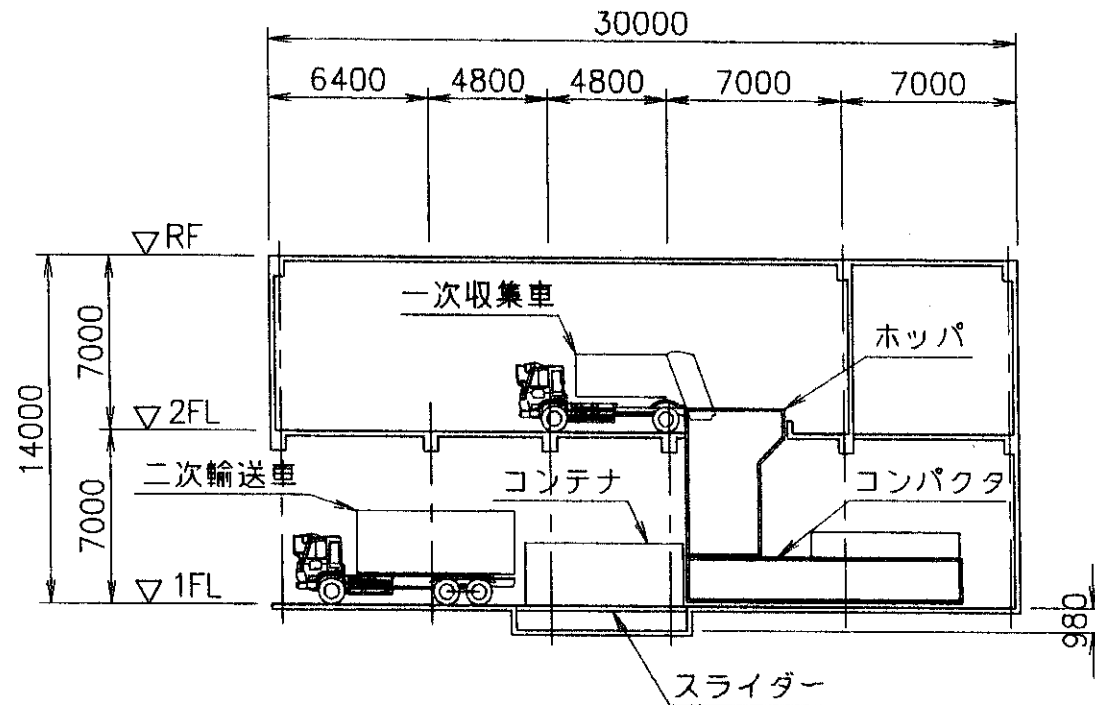 30000
6400
4800
4800
7000
7000
▽RF
一次収集車
ホッパ
7000
14000
▽2FL
二次輸送車
コンテナ
コンパクタ
7000
▽1FL
980
スライダー